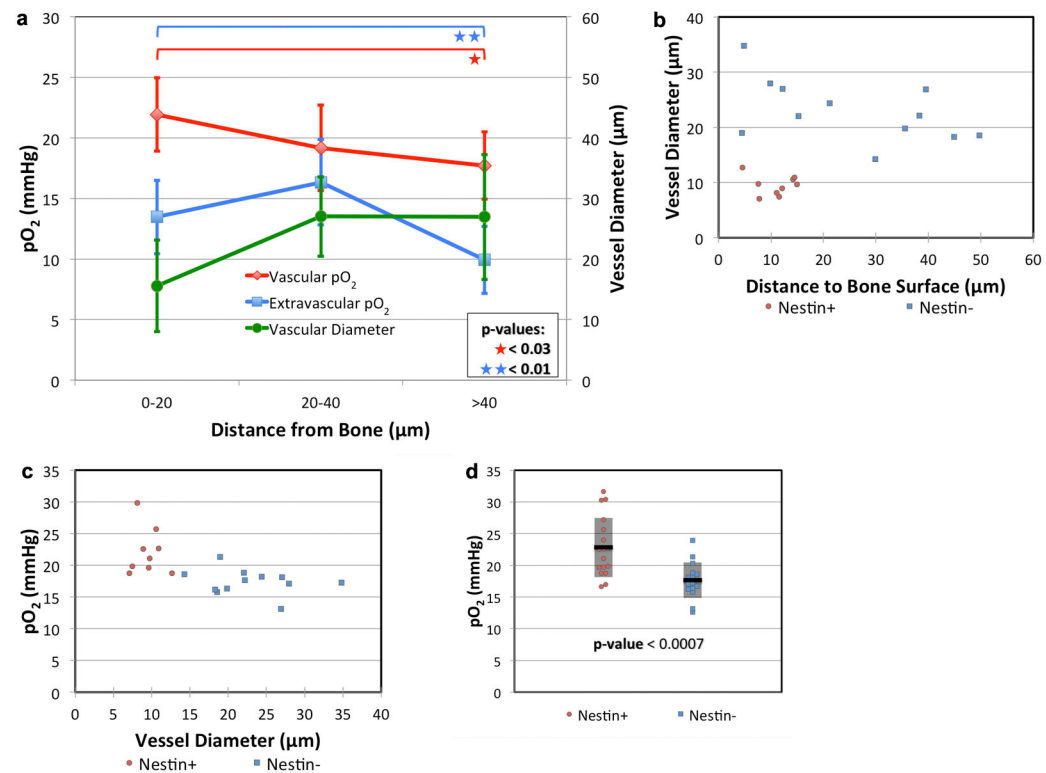 a
30
25
20
15
10
5
0
pO2 (mmHg)
60
50
40
30
20
10
0
Vessel Diameter (μm)
★★
★
Vascular pO2
Extravascular pO2
Vascular Diameter
p-values:
★< 0.03
★★< 0.01
0-20 20-40 >40
Distance from Bone (μm)
b
40
30
20
10
0
Vessel Diameter (μm)
0 10 20 30 40 50 60
Distance to Bone Surface (μm)
Nestin+ Nestin-
c
35
30
25
20
15
10
5
0
pO2 (mmHg)
0 5 10 15 20 25 30 35 40
Vessel Diameter (μm)
Nestin+ Nestin-
d
35
30
25
20
15
10
5
0
pO2 (mmHg)
p-value < 0.0007
Nestin+ Nestin-